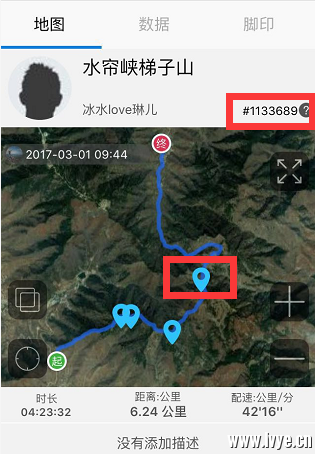 地图 数据 脚印
水帘峡梯子山
冰水love琳儿 #1133689 ?
2017-03-01 09:44
终
起
时长 距离:公里 配速:公里/分
04:23:32 6.24 公里 42'16''
没有添加描述
www.ivye.cn